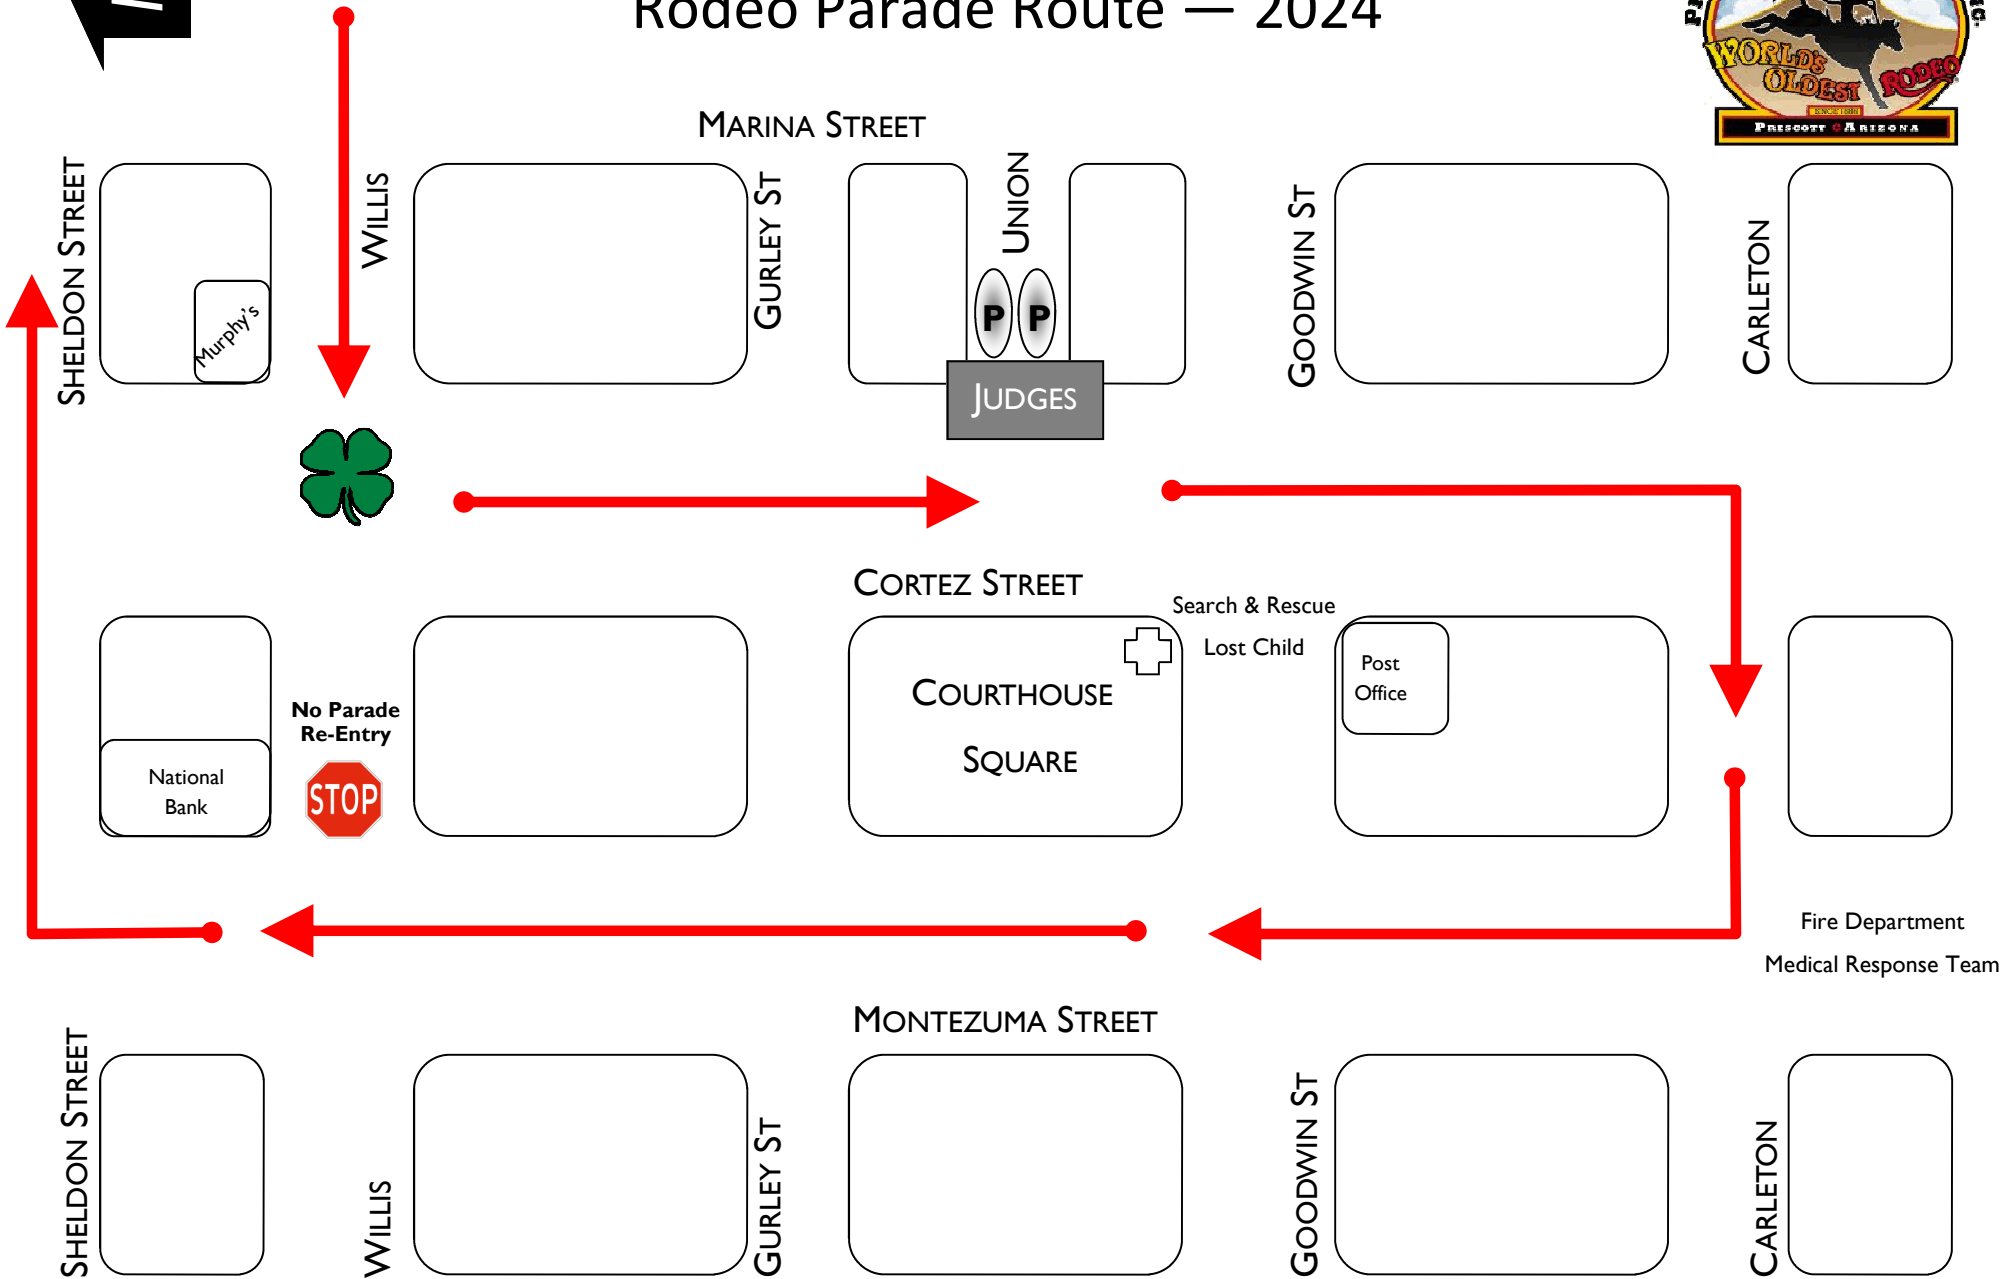 Rodeo Parade Route — 2024
WORLD'S
OLDEST
RODEO
PRESCOTT ARIZONA
MARINA STREET
SHELDON STREET
WILLIS
GURLEY ST
UNION
GOODWIN ST
CARLETON
Murphy's
P P
JUDGES
CORTEZ STREET
Search & Rescue
Lost Child
COURTHOUSE
SQUARE
Post
Office
No Parade
Re-Entry
STOP
National
Bank
Fire Department
Medical Response Team
MONTEZUMA STREET
SHELDON STREET
WILLIS
GURLEY ST
GOODWIN ST
CARLETON